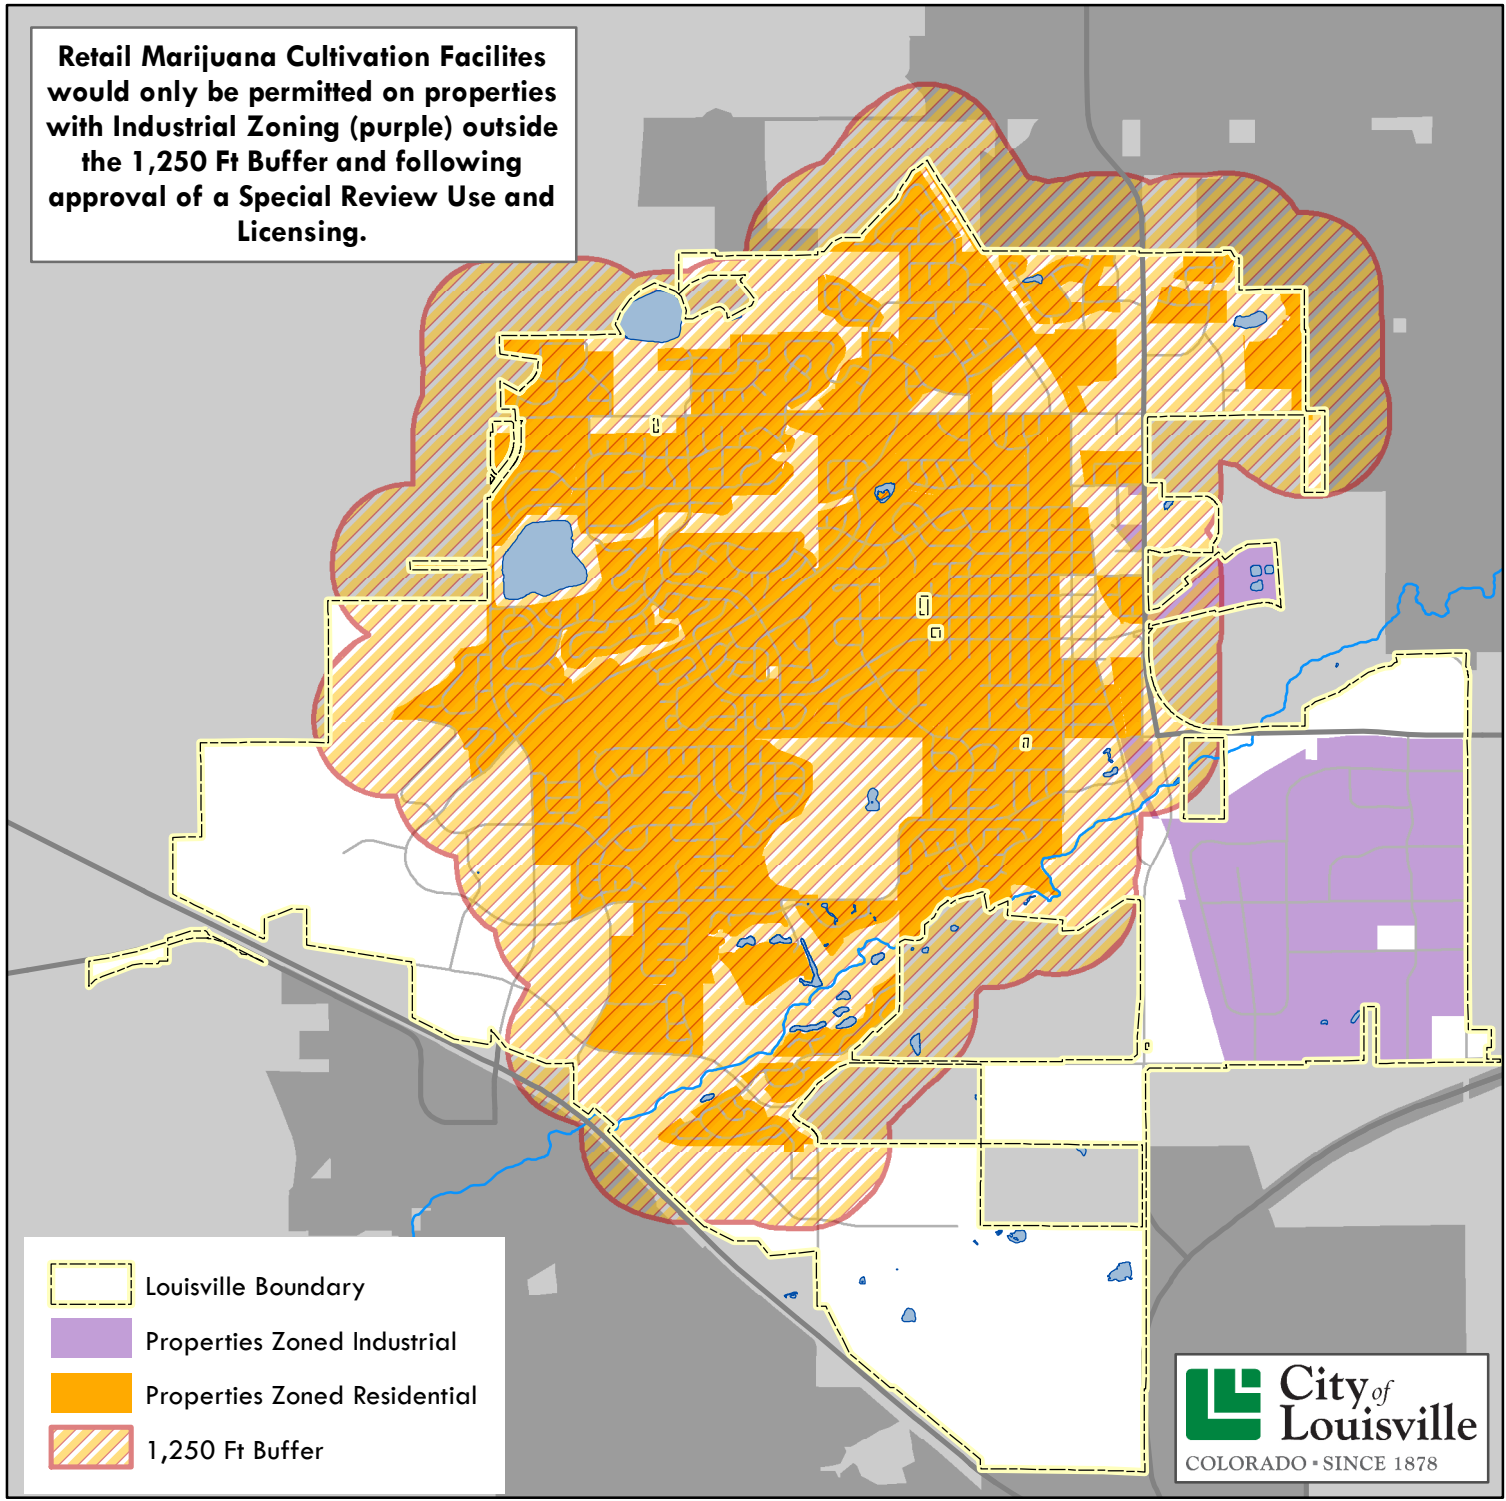 Retail Marijuana Cultivation Facilites
would only be permitted on properties
with Industrial Zoning (purple) outside
the 1,250 Ft Buffer and following
approval of a Special Review Use and
Licensing.
Louisville Boundary
Properties Zoned Industrial
Properties Zoned Residential
1,250 Ft Buffer
City of
Louisville
COLORADO ▪ SINCE 1878